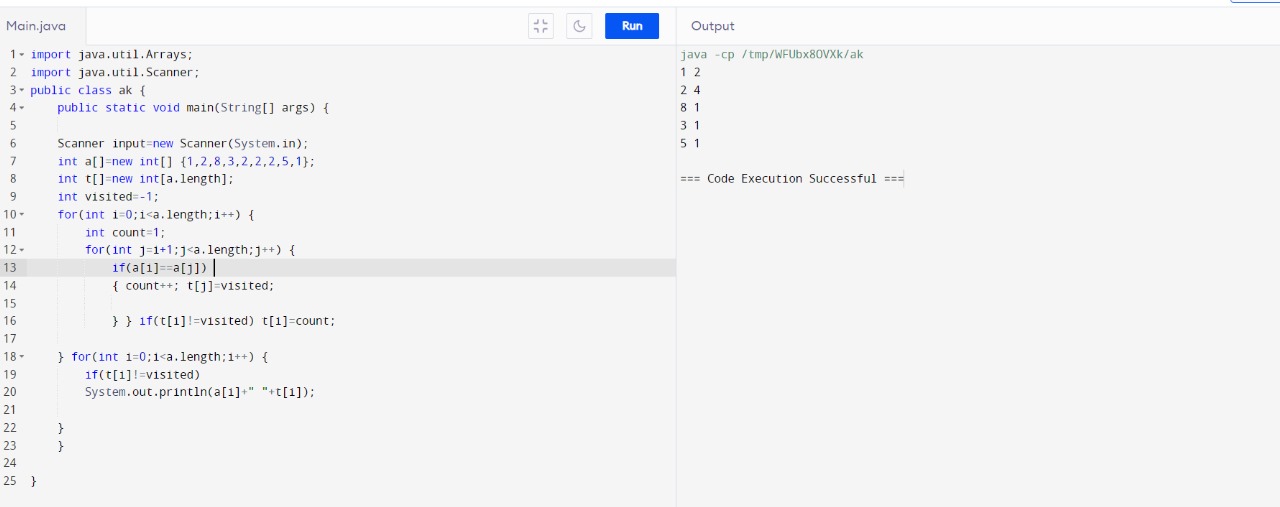 Main.java
Run
Output
1 import java.util.Arrays;
2 import java.util.Scanner;
3 public class ak {
4 public static void main(String[] args) {
5
6 Scanner input=new Scanner(System.in);
7 int a[]=new int[] {1,2,8,3,2,2,2,5,1};
8 int t[]=new int[a.length];
9 int visited=-1;
10 for(int i=0;i<a.length;i++) {
11 int count=1;
12 for(int j=i+1;j<a.length;j++) {
13 if(a[i]==a[j])
14 { count++; t[j]=visited;
15
16 } } if(t[i]!=visited) t[i]=count;
17
18 } for(int i=0;i<a.length;i++) {
19 if(t[i]!=visited)
20 System.out.println(a[i]+" "+t[i]);
21
22 }
23 }
24
25 }
java -cp /tmp/WFUbx8OVXk/ak
1 2
2 4
8 1
3 1
5 1
=== Code Execution Successful ===